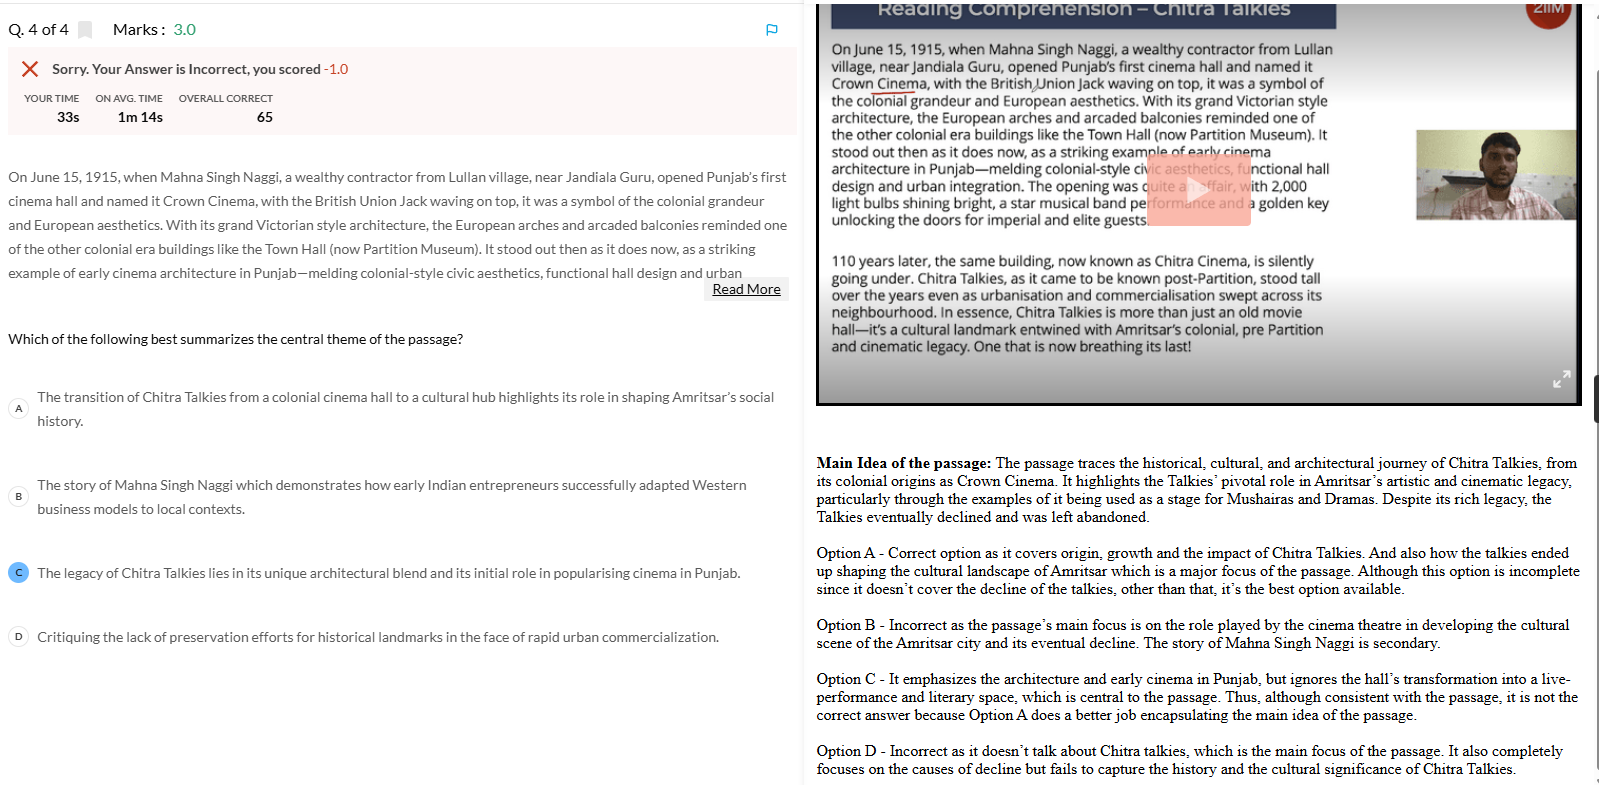 Q. 4 of 4 Marks : 3.0
Sorry. Your Answer is Incorrect, you scored -1.0
YOUR TIME ON AVG. TIME OVERALL CORRECT
33s 1m 14s 65
On June 15, 1915, when Mahna Singh Naggi, a wealthy contractor from Lullan village, near Jandiala Guru, opened Punjab's first
cinema hall and named it Crown Cinema, with the British Union Jack waving on top, it was a symbol of the colonial grandeur
and European aesthetics. With its grand Victorian style architecture, the European arches and arcaded balconies reminded one
of the other colonial era buildings like the Town Hall (now Partition Museum). It stood out then as it does now, as a striking
example of early cinema architecture in Punjab—melding colonial-style civic aesthetics, functional hall design and urban
Read More
Which of the following best summarizes the central theme of the passage?
A The transition of Chitra Talkies from a colonial cinema hall to a cultural hub highlights its role in shaping Amritsar's social
history.
B The story of Mahna Singh Naggi which demonstrates how early Indian entrepreneurs successfully adapted Western
business models to local contexts.
C The legacy of Chitra Talkies lies in its unique architectural blend and its initial role in popularising cinema in Punjab.
D Critiquing the lack of preservation efforts for historical landmarks in the face of rapid urban commercialization.
Reading Comprehension – Chitra Talkies
2IIM
On June 15, 1915, when Mahna Singh Naggi, a wealthy contractor from Lullan
village, near Jandiala Guru, opened Punjab's first cinema hall and named it
Crown Cinema, with the British Union Jack waving on top, it was a symbol of
the colonial grandeur and European aesthetics. With its grand Victorian style
architecture, the European arches and arcaded balconies reminded one of
the other colonial era buildings like the Town Hall (now Partition Museum). It
stood out then as it does now, as a striking example of early cinema
architecture in Punjab—melding colonial-style civic aesthetics, functional hall
design and urban integration. The opening was quite an affair, with 2,000
light bulbs shining bright, a star musical band performance and a golden key
unlocking the doors for imperial and elite guests.
110 years later, the same building, now known as Chitra Cinema, is silently
going under. Chitra Talkies, as it came to be known post-Partition, stood tall
over the years even as urbanisation and commercialisation swept across its
neighbourhood. In essence, Chitra Talkies is more than just an old movie
hall—it's a cultural landmark entwined with Amritsar's colonial, pre Partition
and cinematic legacy. One that is now breathing its last!
Main Idea of the passage: The passage traces the historical, cultural, and architectural journey of Chitra Talkies, from
its colonial origins as Crown Cinema. It highlights the Talkies' pivotal role in Amritsar's artistic and cinematic legacy,
particularly through the examples of it being used as a stage for Mushairas and Dramas. Despite its rich legacy, the
Talkies eventually declined and was left abandoned.
Option A - Correct option as it covers origin, growth and the impact of Chitra Talkies. And also how the talkies ended
up shaping the cultural landscape of Amritsar which is a major focus of the passage. Although this option is incomplete
since it doesn't cover the decline of the talkies, other than that, it's the best option available.
Option B - Incorrect as the passage's main focus is on the role played by the cinema theatre in developing the cultural
scene of the Amritsar city and its eventual decline. The story of Mahna Singh Naggi is secondary.
Option C - It emphasizes the architecture and early cinema in Punjab, but ignores the hall's transformation into a live-
performance and literary space, which is central to the passage. Thus, although consistent with the passage, it is not the
correct answer because Option A does a better job encapsulating the main idea of the passage.
Option D - Incorrect as it doesn't talk about Chitra talkies, which is the main focus of the passage. It also completely
focuses on the causes of decline but fails to capture the history and the cultural significance of Chitra Talkies.